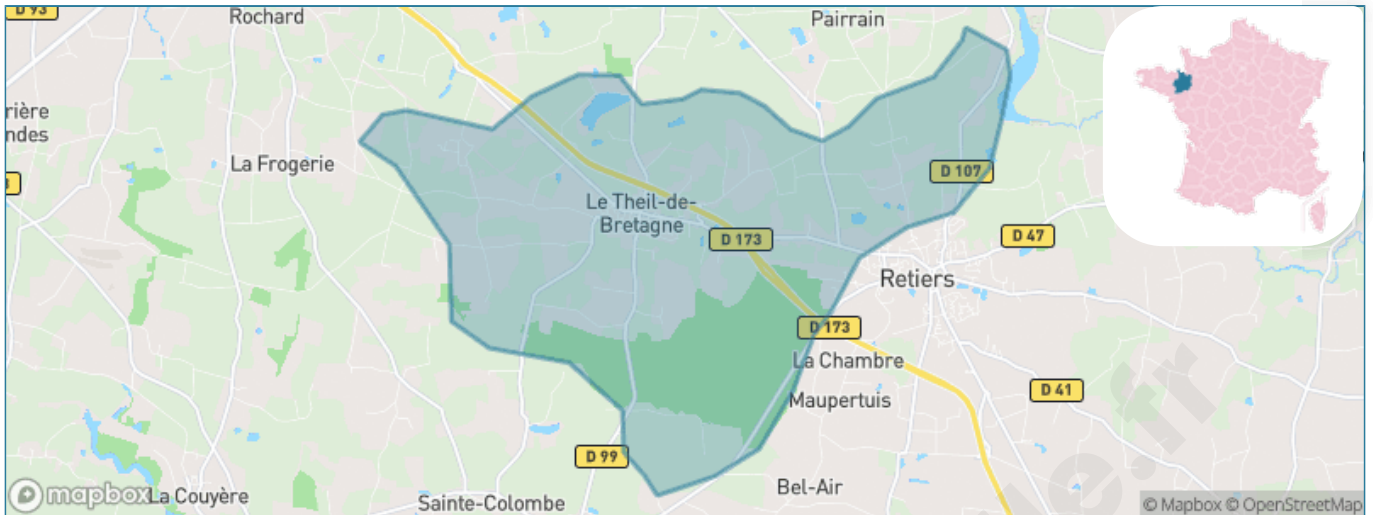 D 93
Rochard
Pairrain
rière
ndes
La Frogerie
D 107
Le Theil-de-
Bretagne
D 173
D 47
Retiers
D 173
La Chambre
D 41
Maupertuis
D 99
Bel-Air
mapbox
La Couyère
Sainte-Colombe
© Mapbox © OpenStreetMap